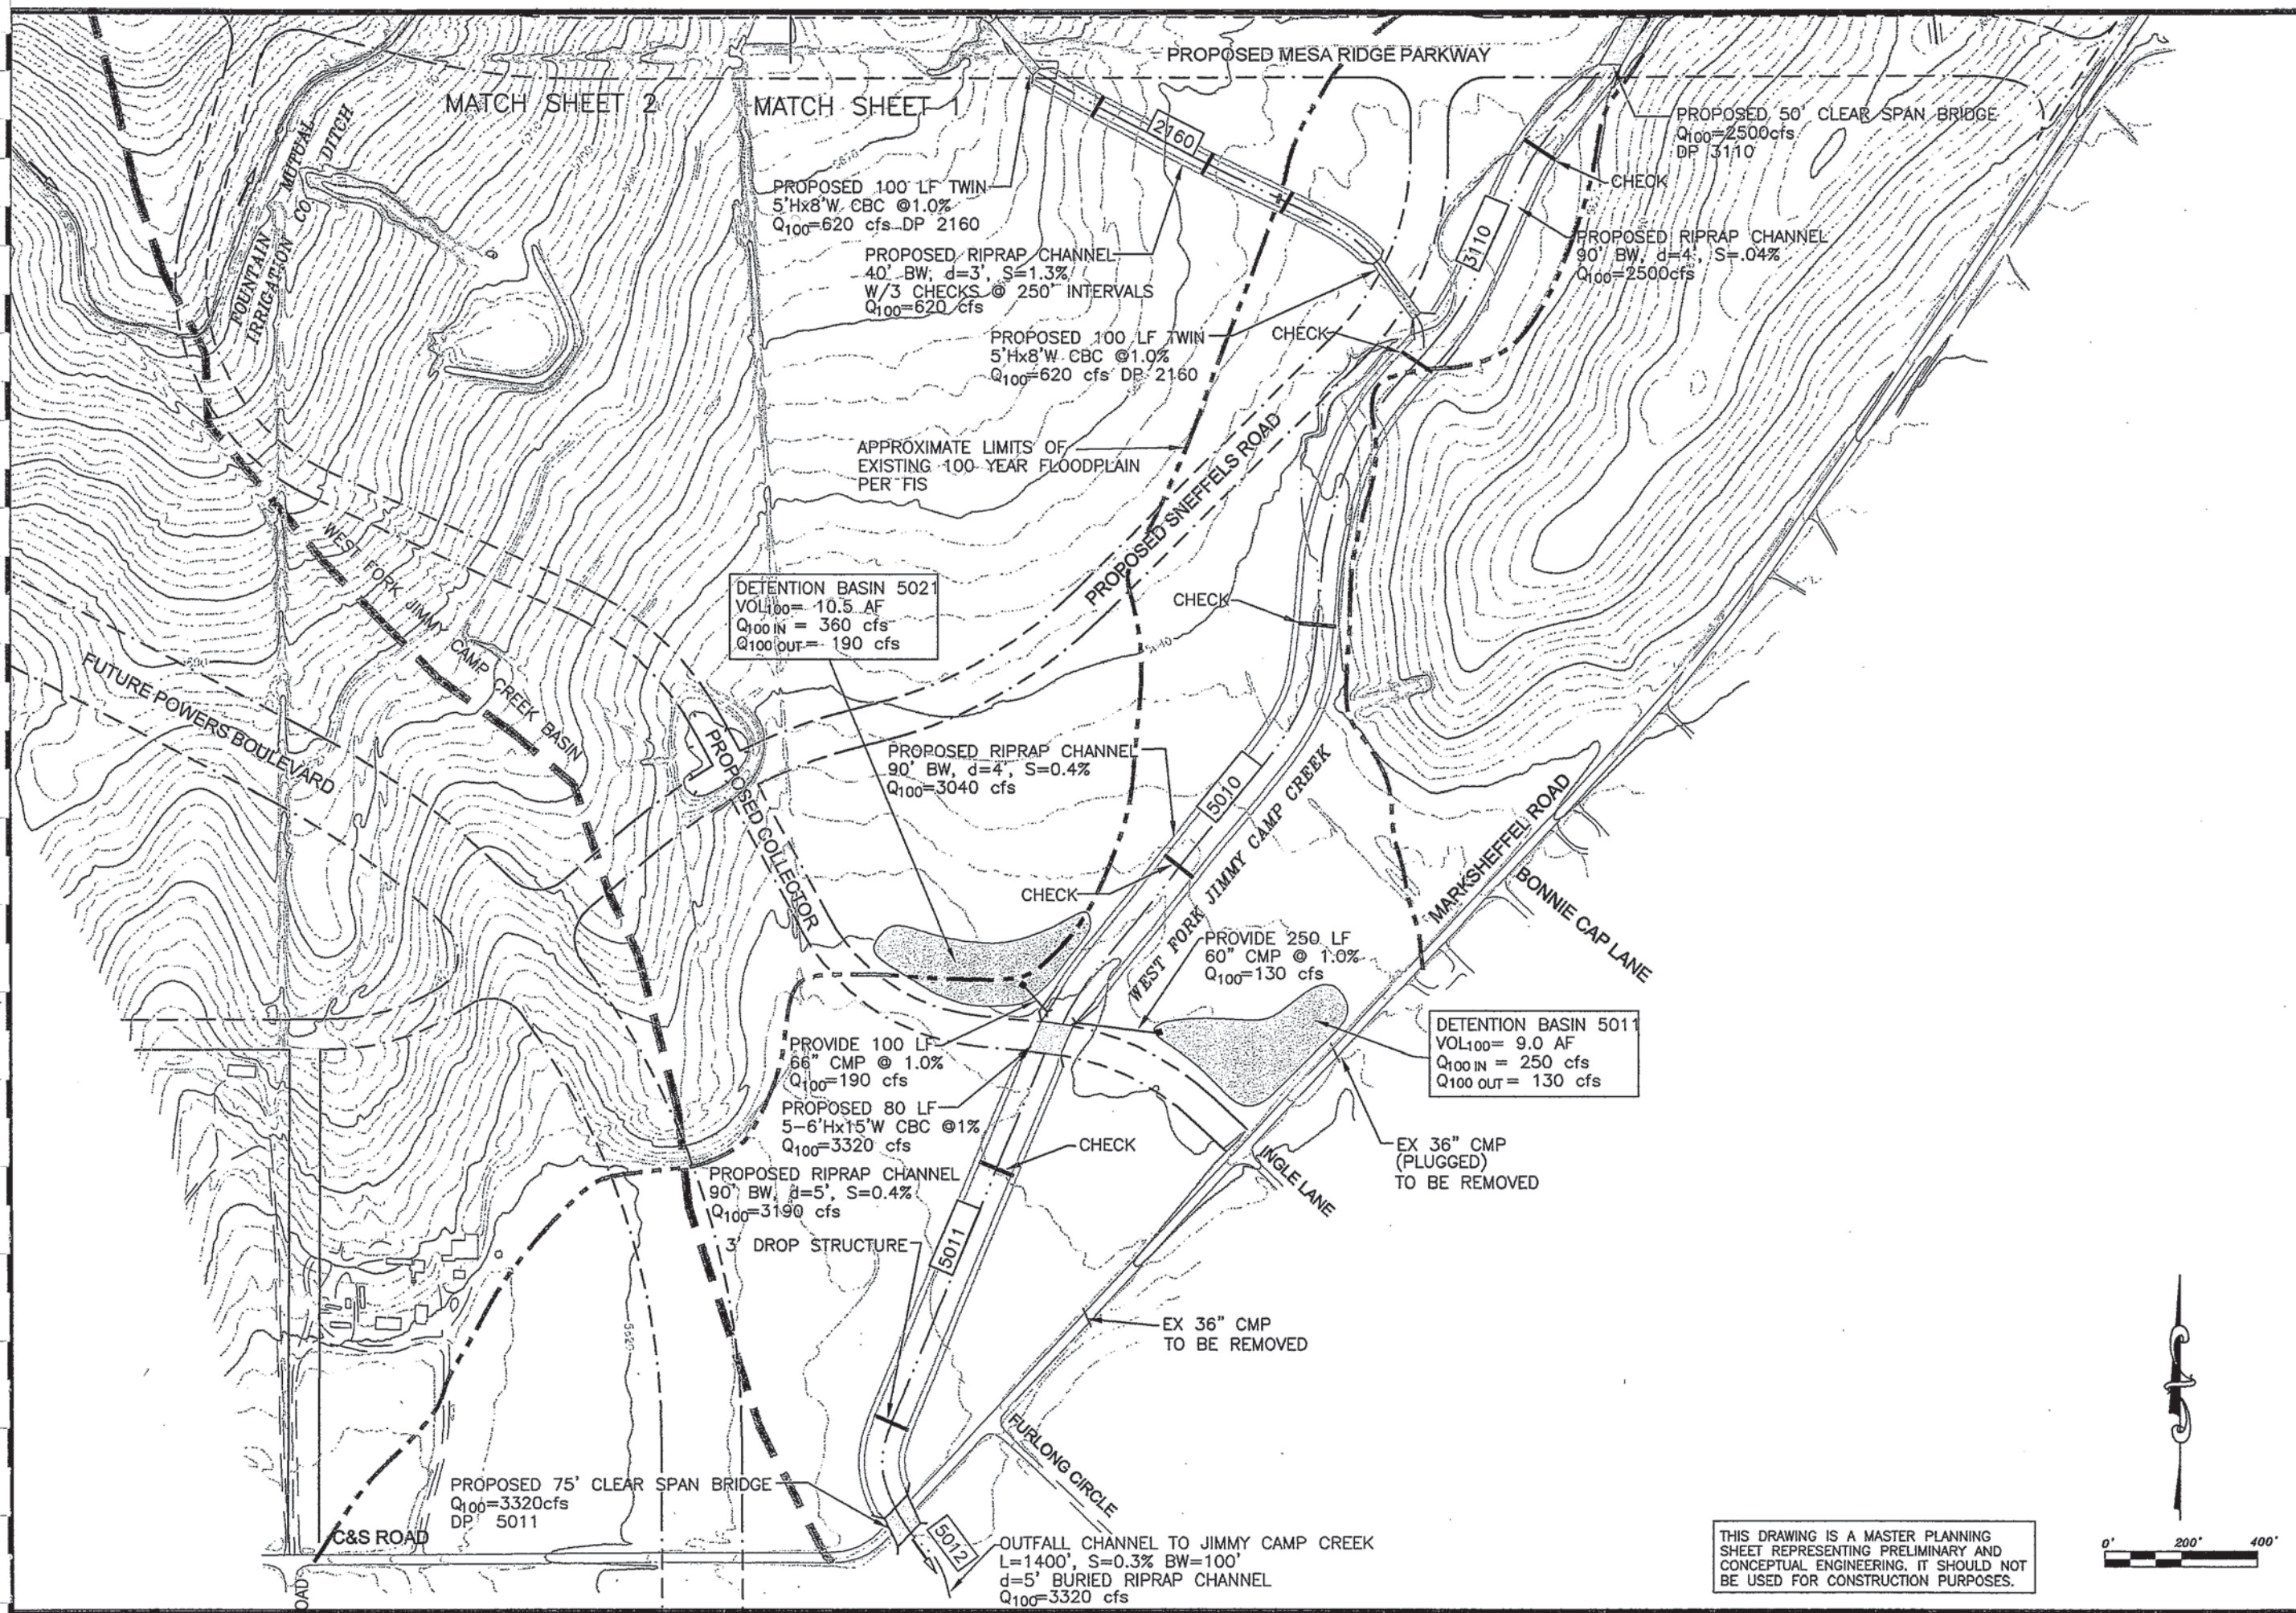 PROPOSED MESA RIDGE PARKWAY
MATCH SHEET 2
MATCH SHEET 1
FOUNTAIN MUTUAL
IRRIGATION CO. DITCH
2160
PROPOSED 50' CLEAR SPAN BRIDGE
Q100=2500cfs
DP 3110
CHECK
PROPOSED 100 LF TWIN
5'Hx8'W CBC @1.0%
Q100=620 cfs DP 2160
3110
PROPOSED RIPRAP CHANNEL
90' BW, d=4', S=.04%
Q100=2500cfs
PROPOSED RIPRAP CHANNEL
40' BW, d=3', S=1.3%
W/3 CHECKS @ 250' INTERVALS
Q100=620 cfs
PROPOSED 100 LF TWIN
5'Hx8'W CBC @1.0%
Q100=620 cfs DP 2160
CHECK
APPROXIMATE LIMITS OF
EXISTING 100 YEAR FLOODPLAIN
PER FIS
PROPOSED SNEFFELS ROAD
WEST FORK JIMMY CAMP CREEK BASIN
DETENTION BASIN 5021
VOL100= 10.5 AF
Q100 IN = 360 cfs
Q100 OUT= 190 cfs
CHECK
FUTURE POWERS BOULEVARD
PROPOSED COLLECTOR
PROPOSED RIPRAP CHANNEL
90' BW, d=4', S=0.4%
Q100=3040 cfs
5010
WEST FORK JIMMY CAMP CREEK
MARKSHEFFEL ROAD
BONNIE CAP LANE
CHECK
PROVIDE 250 LF
60" CMP @ 1.0%
Q100=130 cfs
DETENTION BASIN 5011
VOL100= 9.0 AF
Q100 IN = 250 cfs
Q100 OUT= 130 cfs
PROVIDE 100 LF
66" CMP @ 1.0%
Q100=190 cfs
PROPOSED 80 LF
5-6'Hx15'W CBC @1%
Q100=3320 cfs
CHECK
EX 36" CMP
(PLUGGED)
TO BE REMOVED
INGLE LANE
PROPOSED RIPRAP CHANNEL
90' BW, d=5', S=0.4%
Q100=3190 cfs
3' DROP STRUCTURE
5011
5620
EX 36" CMP
TO BE REMOVED
FURLONG CIRCLE
PROPOSED 75' CLEAR SPAN BRIDGE
Q100=3320cfs
DP 5011
C&S ROAD
5012
OUTFALL CHANNEL TO JIMMY CAMP CREEK
L=1400', S=0.3% BW=100'
d=5' BURIED RIPRAP CHANNEL
Q100=3320 cfs
OAD
THIS DRAWING IS A MASTER PLANNING
SHEET REPRESENTING PRELIMINARY AND
CONCEPTUAL ENGINEERING. IT SHOULD NOT
BE USED FOR CONSTRUCTION PURPOSES.
0' 200' 400'